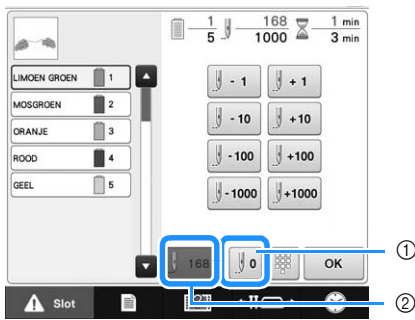 1
5
168
1000
1 min
3 min
LIMOEN GROEN 1
MOSGROEN 2
ORANJE 3
ROOD 4
GEEL 5
- 1
+ 1
- 10
+10
-100
+100
-1000
+1000
168
0
OK
Slot
①
②